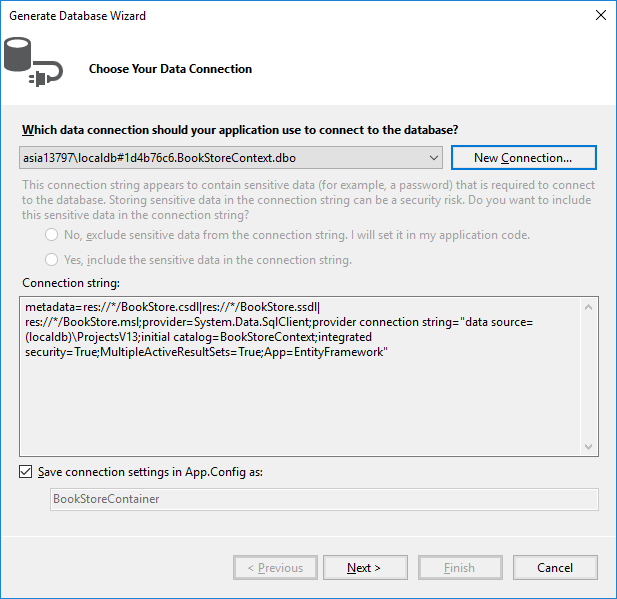 Generate Database Wizard
Choose Your Data Connection
Which data connection should your application use to connect to the database?
asia13797\localdb#1d4b76c6.BookStoreContext.dbo
New Connection...
This connection string appears to contain sensitive data (for example, a password) that is required to connect
to the database. Storing sensitive data in the connection string can be a security risk. Do you want to include
this sensitive data in the connection string?
No, exclude sensitive data from the connection string. I will set it in my application code.
Yes, include the sensitive data in the connection string.
Connection string:
metadata=res://*/BookStore.csdl|res://*/BookStore.ssdl|
res://*/BookStore.msl;provider=System.Data.SqlClient;provider connection string="data source=
(localdb)\ProjectsV13;initial catalog=BookStoreContext;integrated
security=True;MultipleActiveResultSets=True;App=EntityFramework"
Save connection settings in App.Config as:
BookStoreContainer
< Previous
Next >
Finish
Cancel